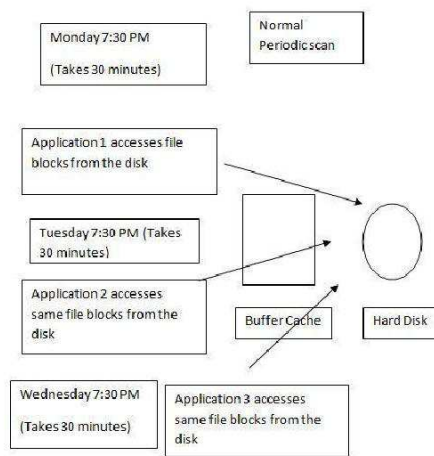 Monday 7:30 PM
(Takes 30 minutes)
Normal
Periodic scan
Application 1 accesses file
blocks from the disk
Tuesday 7:30 PM (Takes
30 minutes)
Application 2 accesses
same file blocks from the
disk
Buffer Cache
Hard Disk
Wednesday 7:30 PM
(Takes 30 minutes)
Application 3 accesses
same file blocks from the
disk